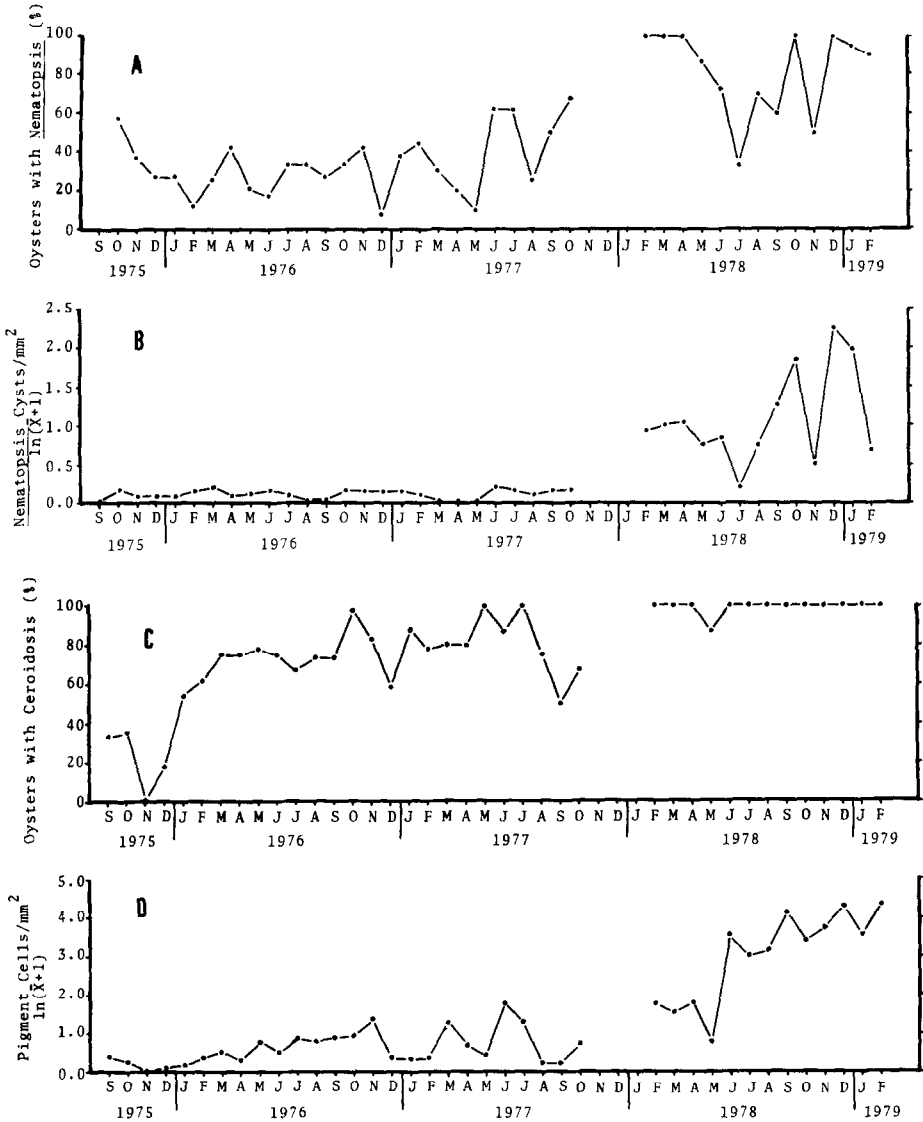 Oysters with Nematopsis (%)
A
100
80
60
40
20
0
S O N D J F M A M J J A S O N D J F M A M J J A S O N D J F M A M J J A S O N D J F
1975 1976 1977 1978 1979
Nematopsis Cysts/mm²
ln(X̄+1)
B
2.5
2.0
1.5
1.0
0.5
0.0
S O N D J F M A M J J A S O N D J F M A M J J A S O N D J F M A M J J A S O N D J F
1975 1976 1977 1978 1979
Oysters with Ceroidosis (%)
C
100
80
60
40
20
0
S O N D J F M A M J J A S O N D J F M A M J J A S O N D J F M A M J J A S O N D J F
1975 1976 1977 1978 1979
Pigment Cells/mm²
ln(X̄+1)
D
5.0
4.0
3.0
2.0
1.0
0.0
S O N D J F M A M J J A S O N D J F M A M J J A S O N D J F M A M J J A S O N D J F
1975 1976 1977 1978 1979